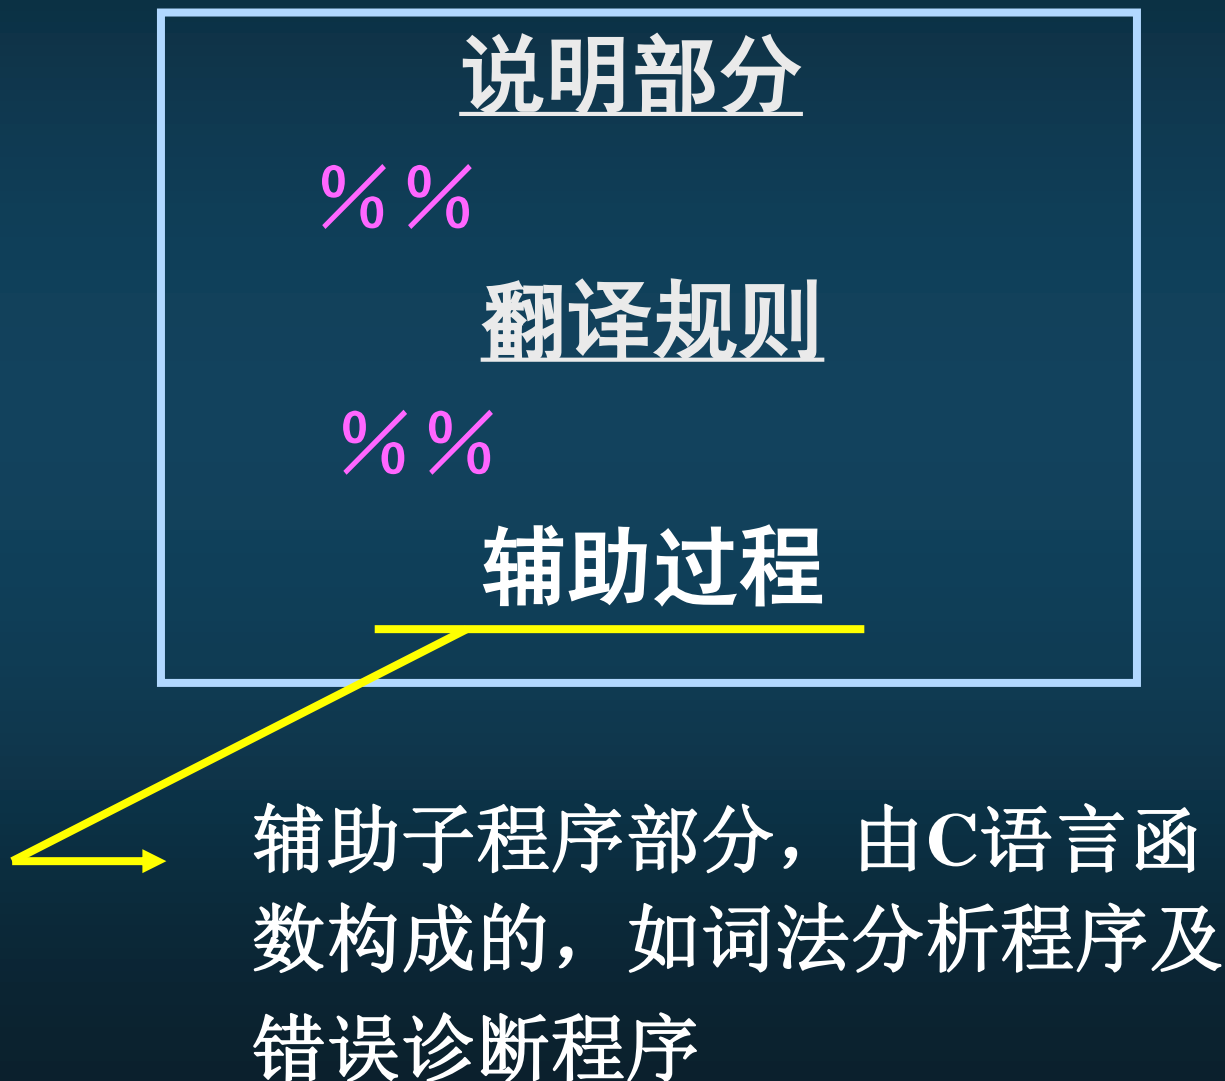 说明部分
%%
翻译规则
%%
辅助过程
辅助子程序部分，由C语言函
数构成的，如词法分析程序及
错误诊断程序